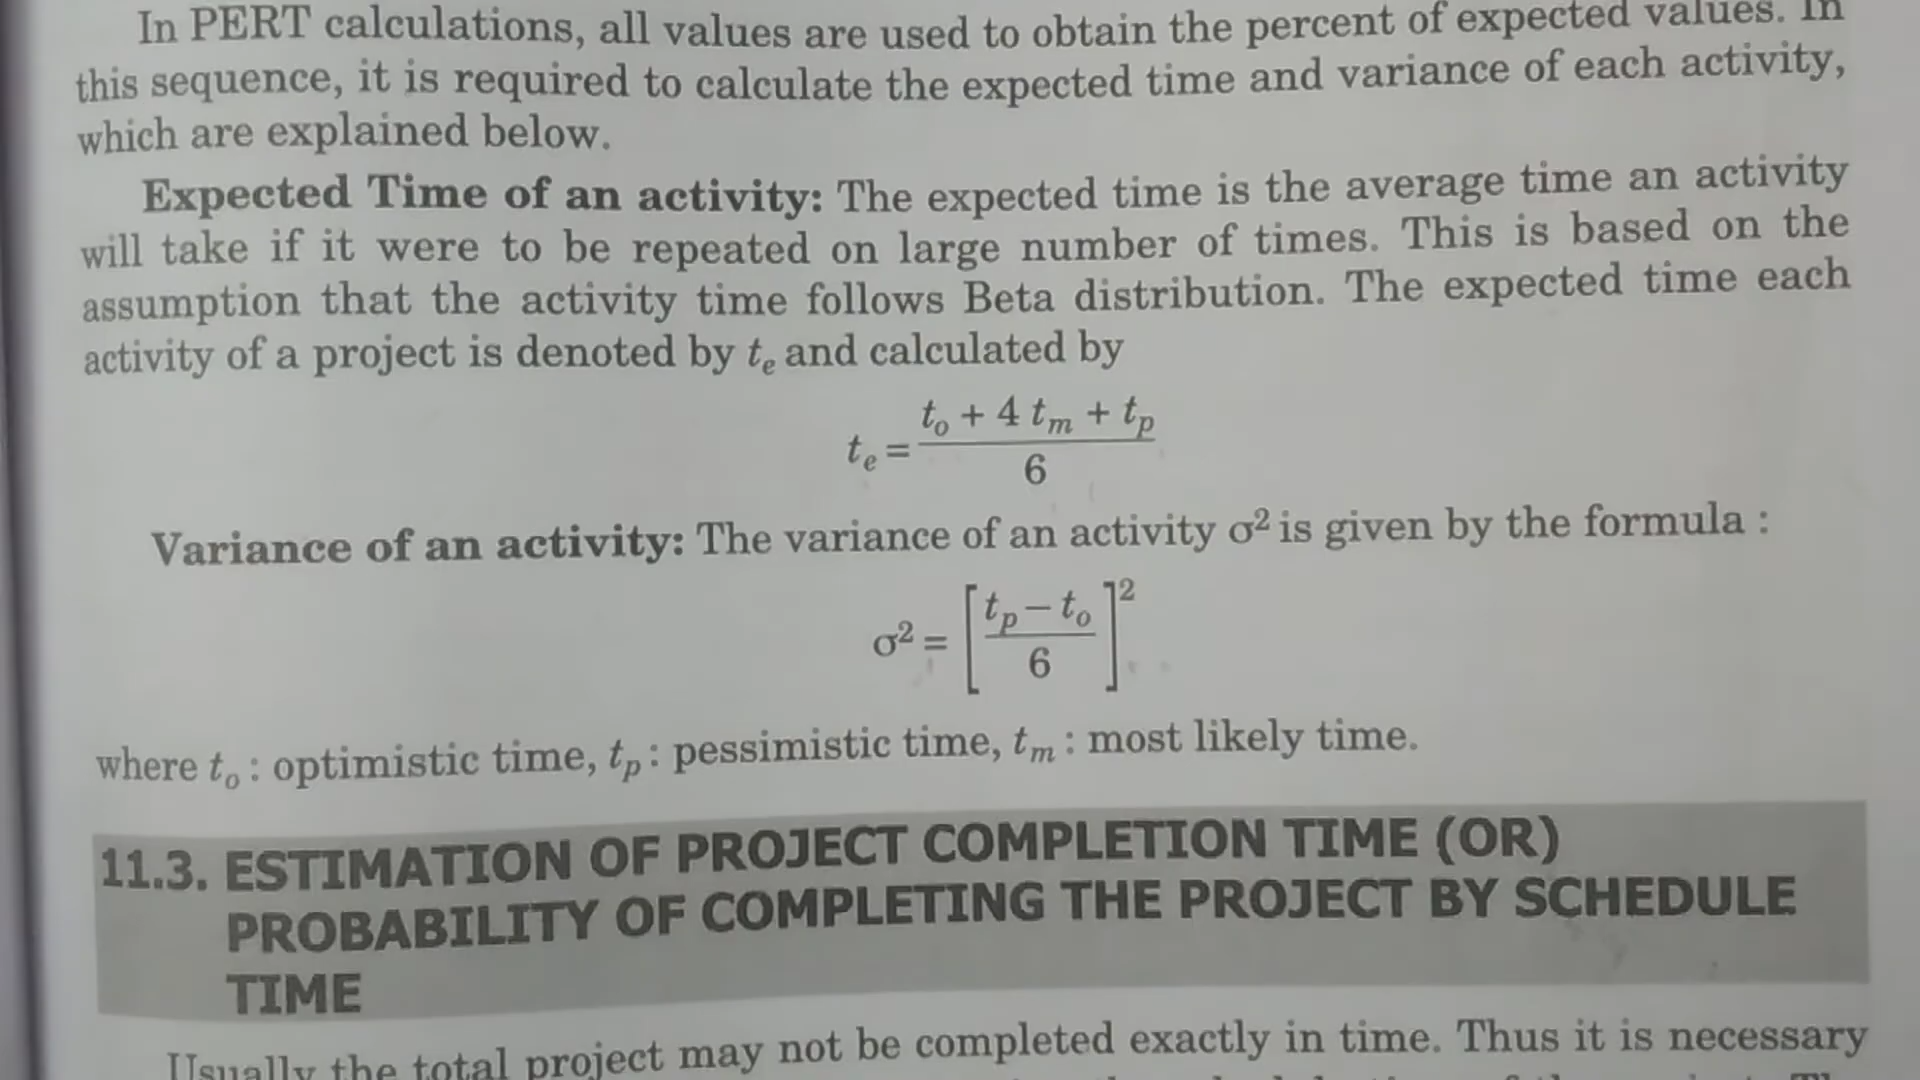 In PERT calculations, all values are used to obtain the percent of expected values. In
this sequence, it is required to calculate the expected time and variance of each activity,
which are explained below.
Expected Time of an activity: The expected time is the average time an activity
will take if it were to be repeated on large number of times. This is based on the
assumption that the activity time follows Beta distribution. The expected time each
activity of a project is denoted by tₑ and calculated by
tₑ = (tₒ + 4 tₘ + tₚ) / 6
Variance of an activity: The variance of an activity σ² is given by the formula :
σ² = [(tₚ − tₒ) / 6]²
where tₒ : optimistic time, tₚ : pessimistic time, tₘ : most likely time.
11.3. ESTIMATION OF PROJECT COMPLETION TIME (OR)
PROBABILITY OF COMPLETING THE PROJECT BY SCHEDULE
TIME
Usually the total project may not be completed exactly in time. Thus it is necessary